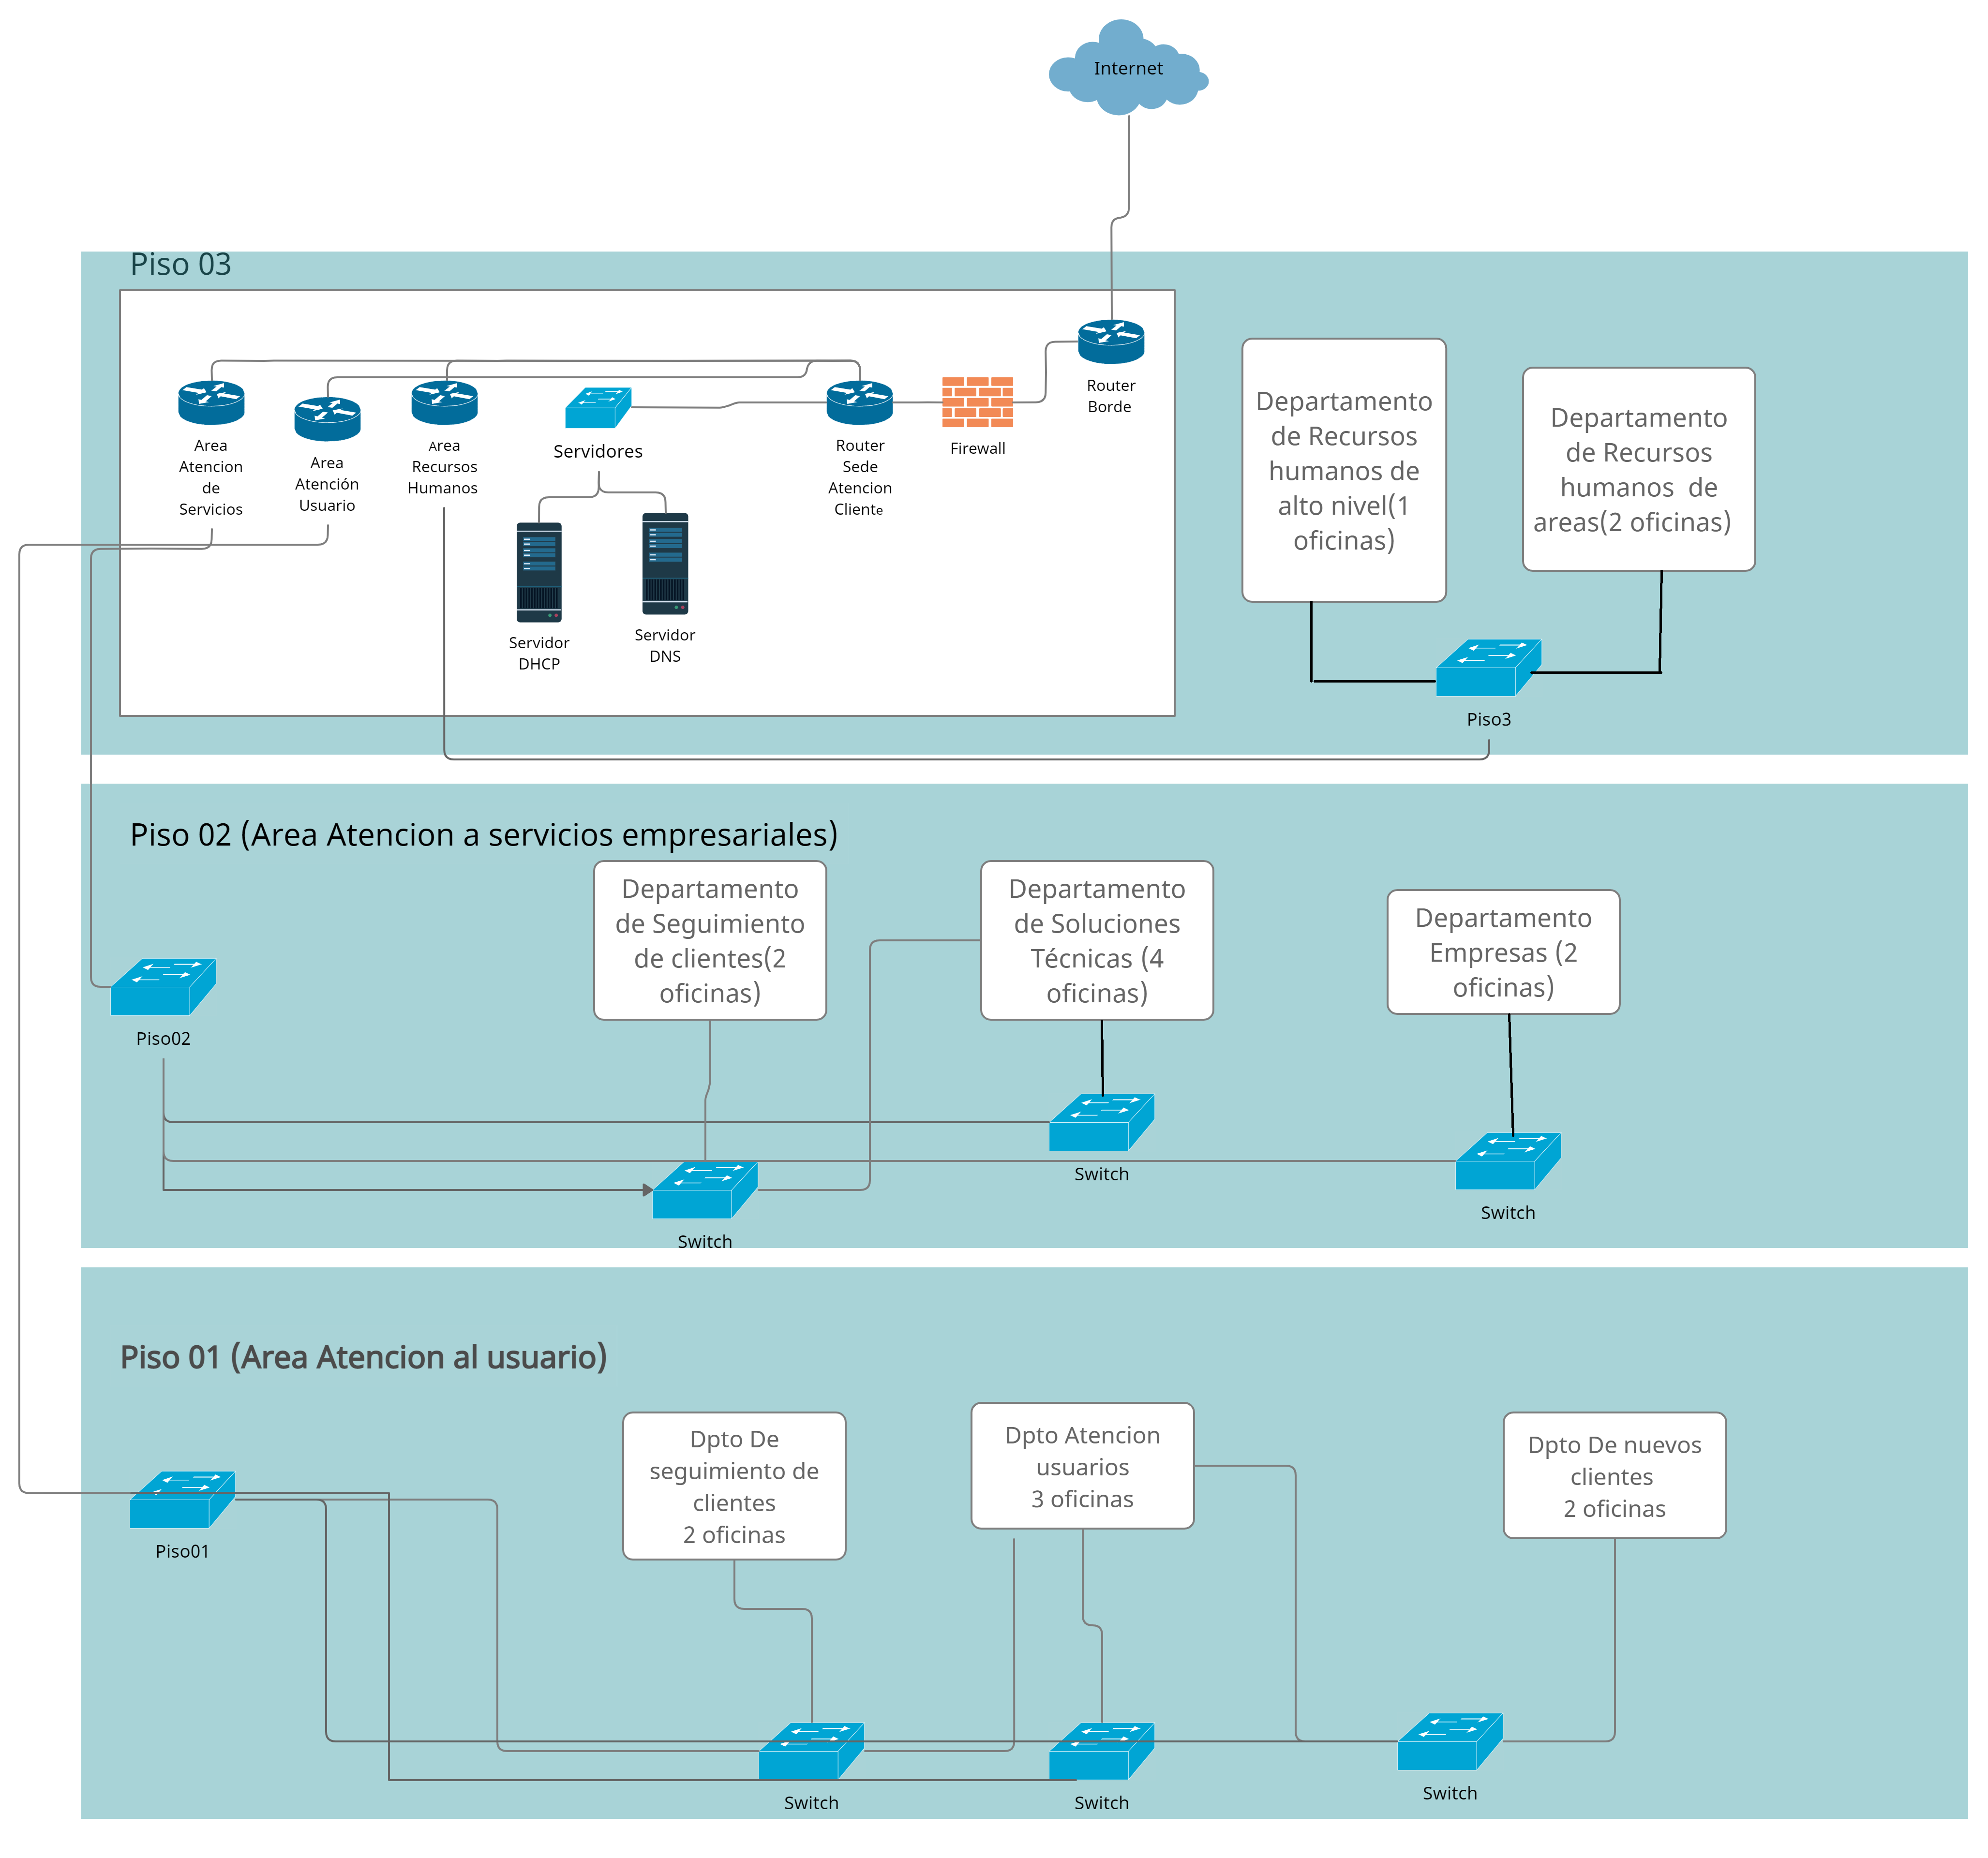 Internet
Piso 03
Router
Borde
Area
Atencion
de
Servicios
Area
Atención
Usuario
Area
Recursos
Humanos
Servidores
Router
Sede
Atencion
Cliente
Firewall
Servidor
DHCP
Servidor
DNS
Departamento
de Recursos
humanos de
alto nivel(1
oficinas)
Departamento
de Recursos
humanos  de
areas(2 oficinas)
Piso3
Piso 02 (Area Atencion a servicios empresariales)
Departamento
de Seguimiento
de clientes(2
oficinas)
Departamento
de Soluciones
Técnicas (4
oficinas)
Departamento
Empresas (2
oficinas)
Piso02
Switch
Switch
Switch
Piso 01 (Area Atencion al usuario)
Dpto De
seguimiento de
clientes
2 oficinas
Dpto Atencion
usuarios
3 oficinas
Dpto De nuevos
clientes
2 oficinas
Piso01
Switch
Switch
Switch